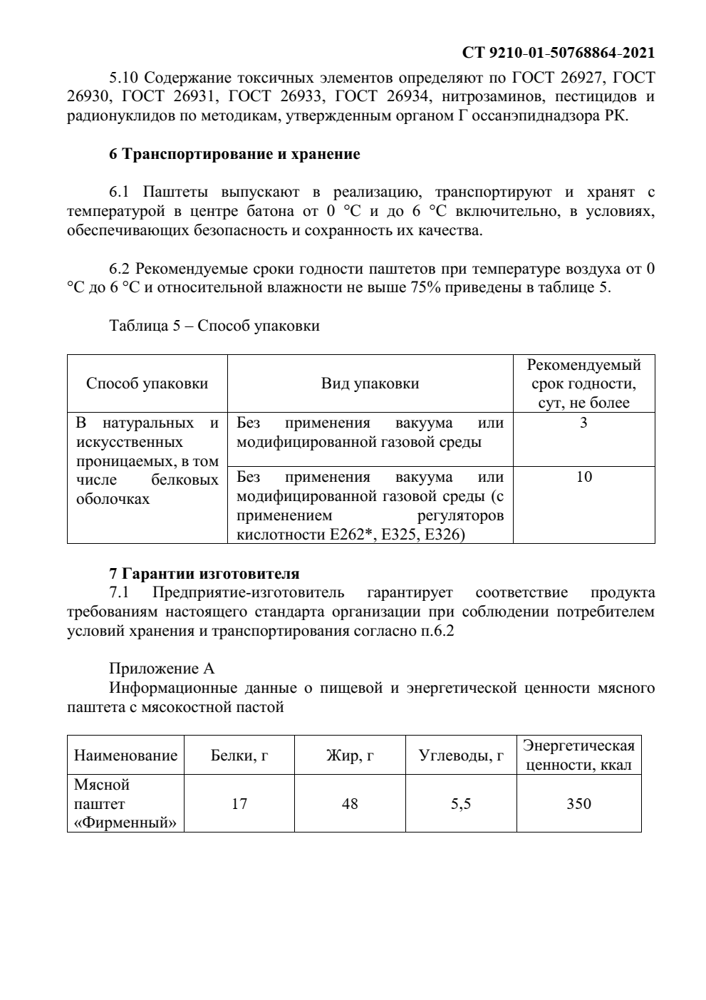 СТ 9210-01-50768864-2021
5.10 Содержание токсичных элементов определяют по ГОСТ 26927, ГОСТ
26930, ГОСТ 26931, ГОСТ 26933, ГОСТ 26934, нитрозаминов, пестицидов и
радионуклидов по методикам, утвержденным органом Г оссанэпиднадзора РК.
6 Транспортирование и хранение
6.1 Паштеты выпускают в реализацию, транспортируют и хранят с
температурой в центре батона от 0 °С и до 6 °С включительно, в условиях,
обеспечивающих безопасность и сохранность их качества.
6.2 Рекомендуемые сроки годности паштетов при температуре воздуха от 0
°С до 6 °С и относительной влажности не выше 75% приведены в таблице 5.
Таблица 5 – Способ упаковки
Способ упаковки
Вид упаковки
Рекомендуемый
срок годности,
сут, не более
В натуральных и
искусственных
проницаемых, в том
числе белковых
оболочках
Без применения вакуума или
модифицированной газовой среды
3
Без применения вакуума или
модифицированной газовой среды (с
применением регуляторов
кислотности Е262*, Е325, Е326)
10
7 Гарантии изготовителя
7.1 Предприятие-изготовитель гарантирует соответствие продукта
требованиям настоящего стандарта организации при соблюдении потребителем
условий хранения и транспортирования согласно п.6.2
Приложение А
Информационные данные о пищевой и энергетической ценности мясного
паштета с мясокостной пастой
Наименование
Белки, г
Жир, г
Углеводы, г
Энергетическая
ценности, ккал
Мясной
паштет
«Фирменный»
17
48
5,5
350